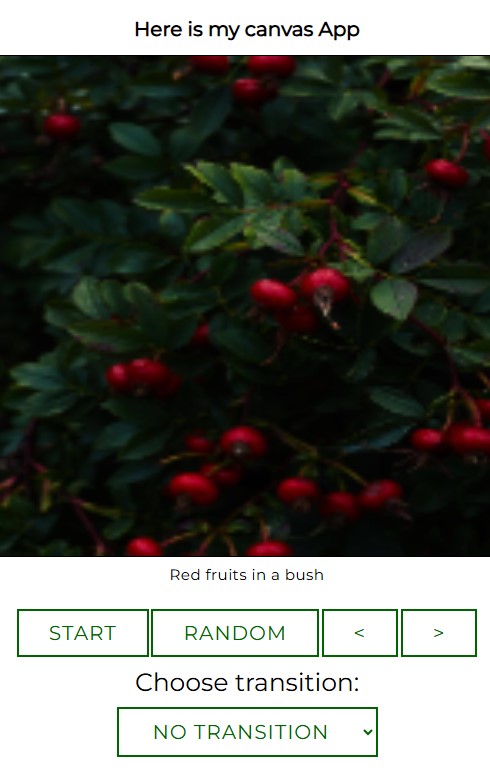 Here is my canvas App
Red fruits in a bush
START RANDOM < >
Choose transition:
NO TRANSITION